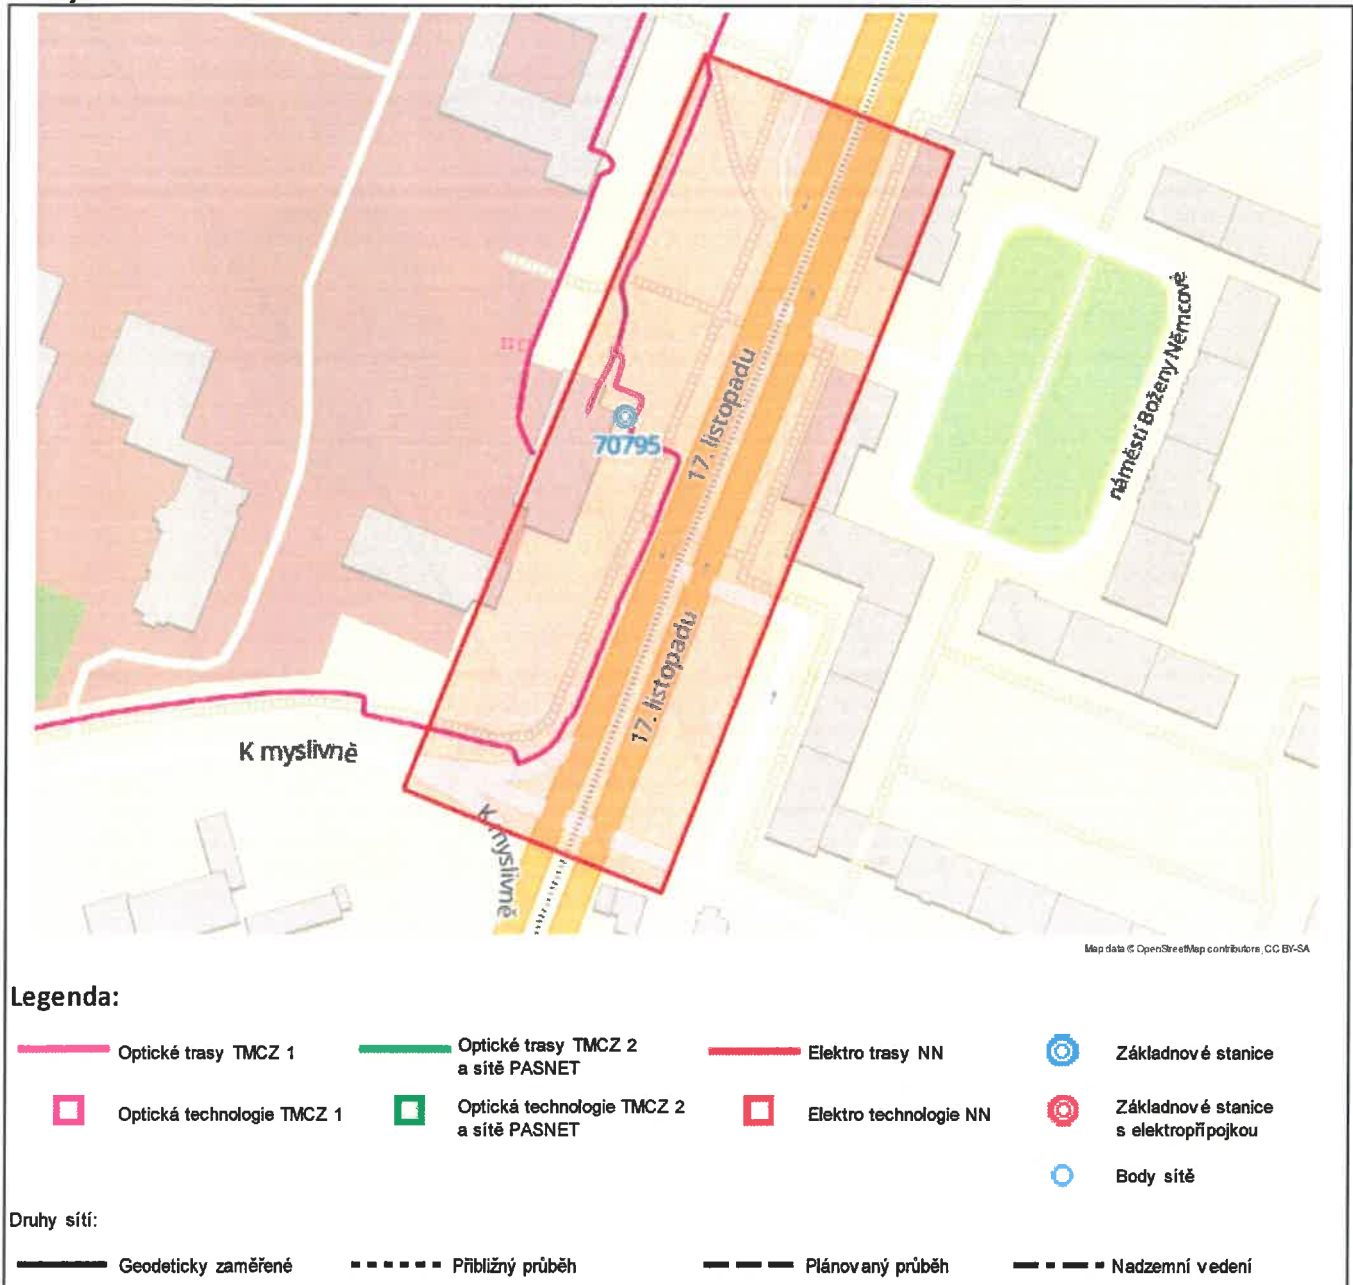 17. listopadu
náměstí Boženy Němcové
70795
17. listopadu
K myslivně
K myslivně
Map data © OpenStreetMap contributors, CC BY-SA
Legenda:
Optické trasy TMCZ 1
Optické trasy TMCZ 2
a sítě PASNET
Elektro trasy NN
Základnové stanice
Optická technologie TMCZ 1
Optická technologie TMCZ 2
a sítě PASNET
Elektro technologie NN
Základnové stanice
s elektropřípojkou
Body sítě
Druhy sítí:
Geodeticky zaměřené
Přibližný průběh
Plánovaný průběh
Nadzemní vedení